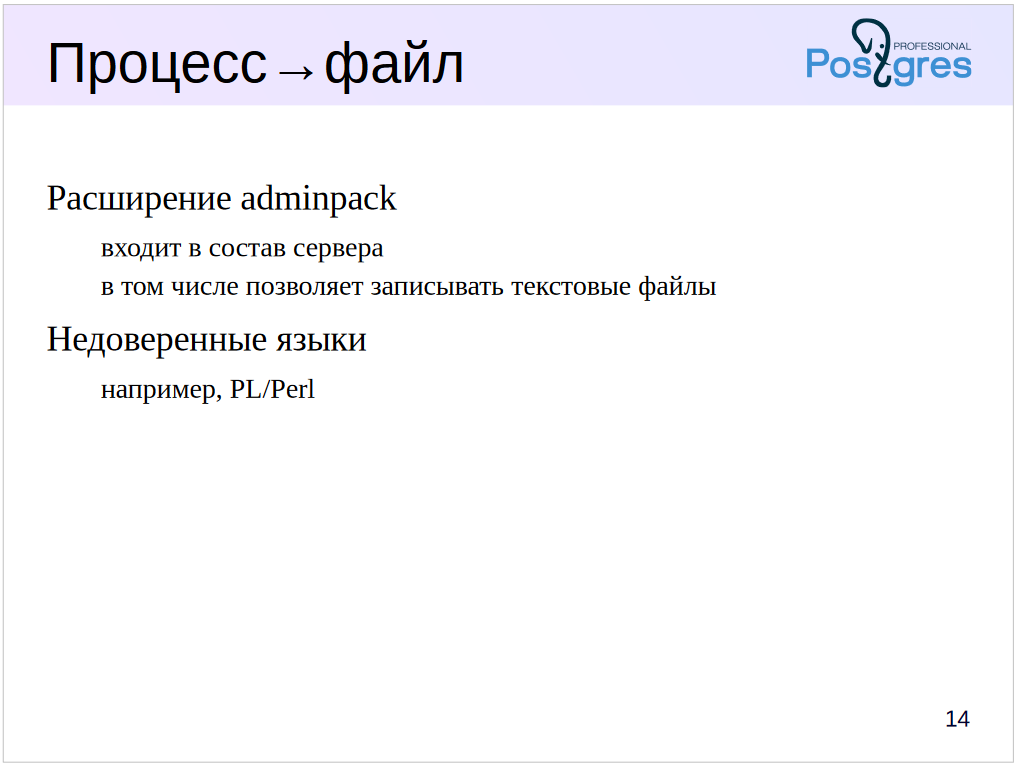 Процесс→файл
PROFESSIONAL
Postgres
Расширение adminpack
входит в состав сервера
в том числе позволяет записывать текстовые файлы
Недоверенные языки
например, PL/Perl
14